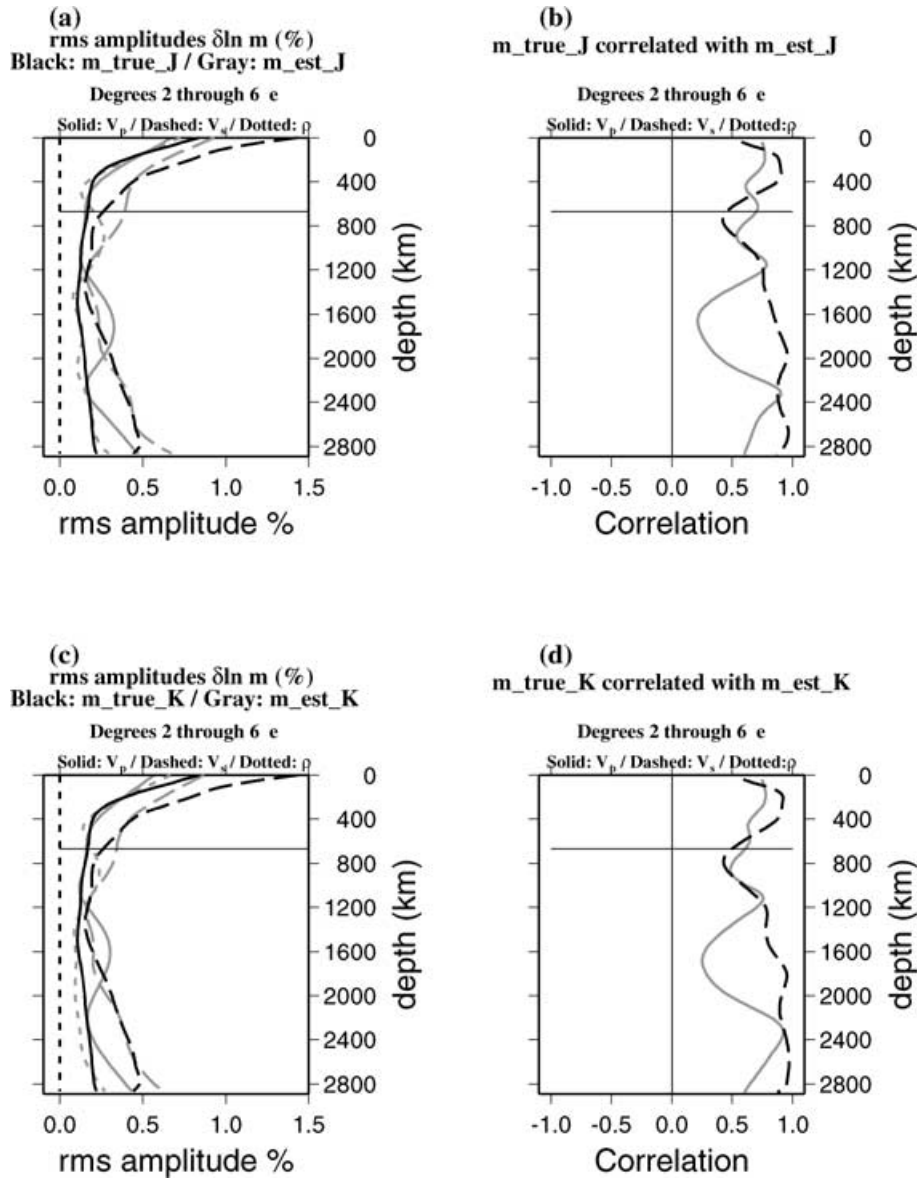 (a)
rms amplitudes δln m (%)
Black: m_true_J / Gray: m_est_J
Degrees 2 through 6 e
Solid: Vp / Dashed: Vs / Dotted: ρ
0
400
800
1200
1600
2000
2400
2800
depth (km)
0.0 0.5 1.0 1.5
rms amplitude %
(b)
m_true_J correlated with m_est_J
Degrees 2 through 6 e
Solid: Vp / Dashed: Vs / Dotted:ρ
0
400
800
1200
1600
2000
2400
2800
depth (km)
-1.0 -0.5 0.0 0.5 1.0
Correlation
(c)
rms amplitudes δln m (%)
Black: m_true_K / Gray: m_est_K
Degrees 2 through 6 e
Solid: Vp / Dashed: Vs / Dotted: ρ
0
400
800
1200
1600
2000
2400
2800
depth (km)
0.0 0.5 1.0 1.5
rms amplitude %
(d)
m_true_K correlated with m_est_K
Degrees 2 through 6 e
Solid: Vp / Dashed: Vs / Dotted:ρ
0
400
800
1200
1600
2000
2400
2800
depth (km)
-1.0 -0.5 0.0 0.5 1.0
Correlation